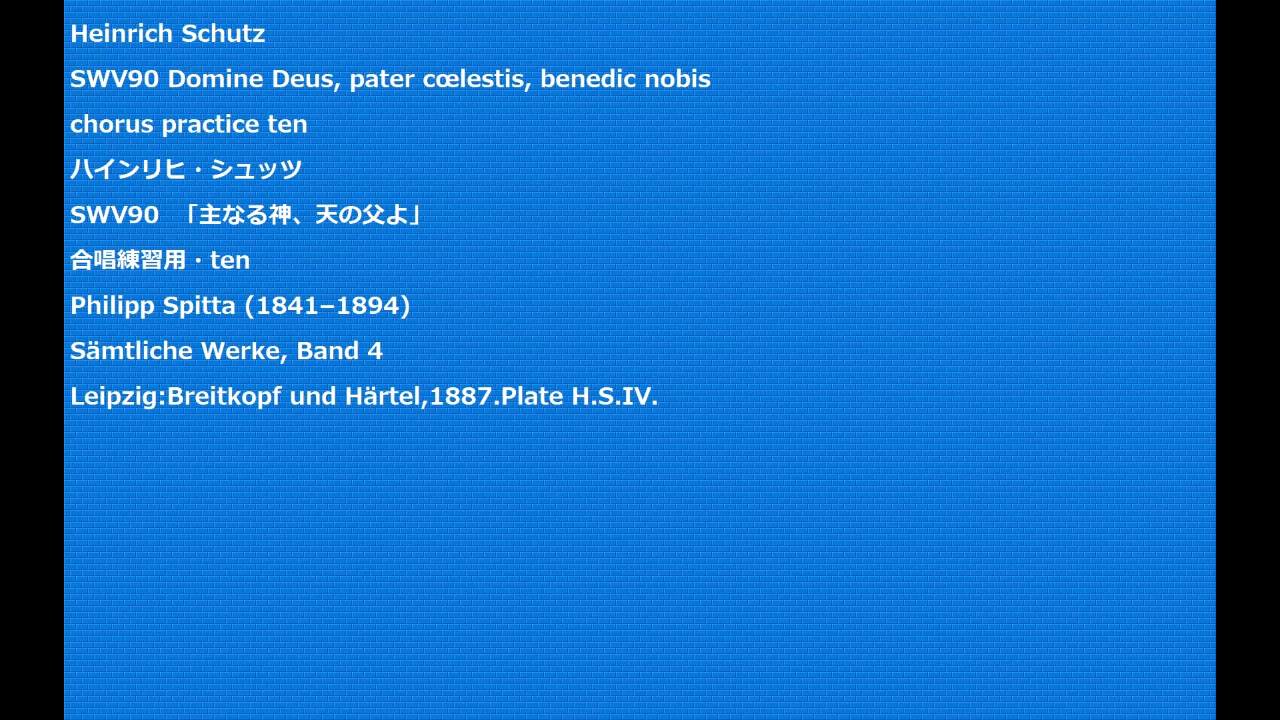 Heinrich Schutz
SWV90 Domine Deus, pater cœlestis, benedic nobis
chorus practice ten
ハインリヒ・シュッツ
SWV90 「主なる神、天の父よ」
合唱練習用・ten
Philipp Spitta (1841–1894)
Sämtliche Werke, Band 4
Leipzig:Breitkopf und Härtel,1887.Plate H.S.IV.